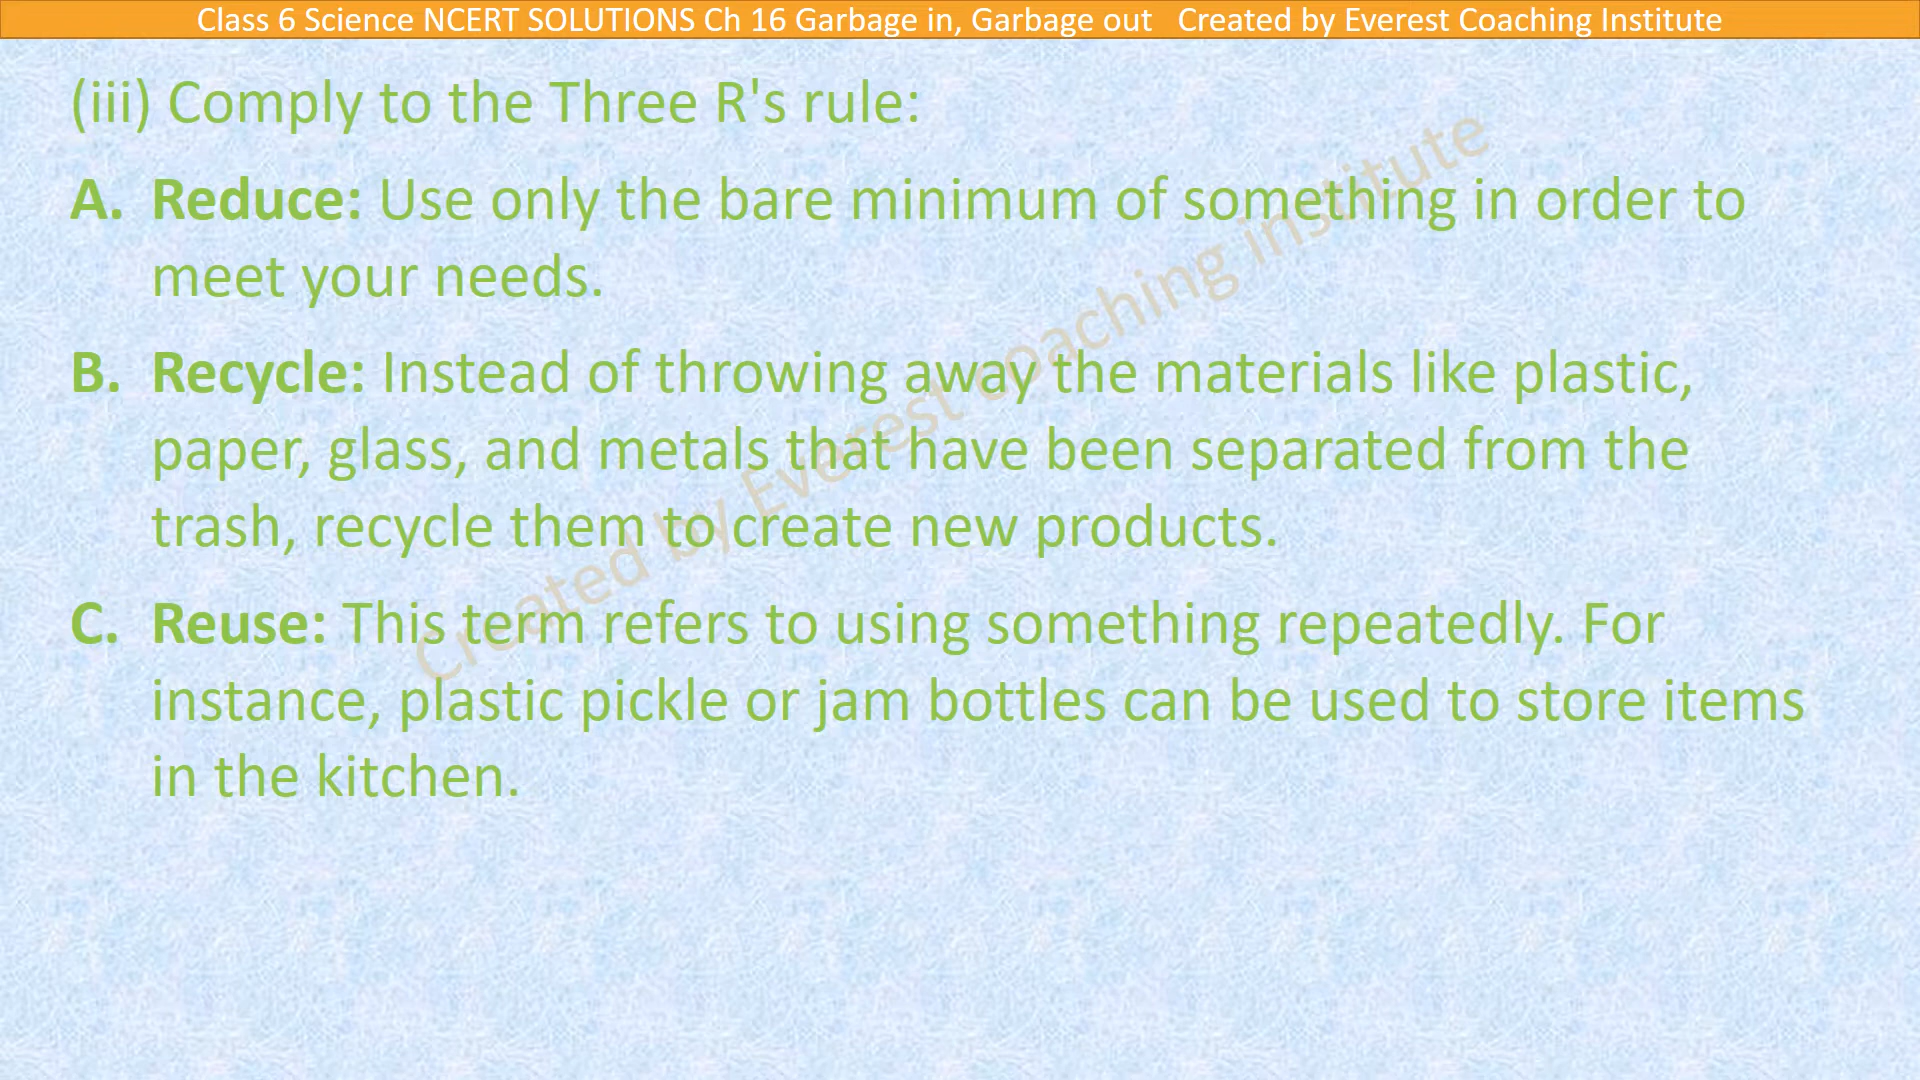 Class 6 Science NCERT SOLUTIONS Ch 16 Garbage in, Garbage out Created by Everest Coaching Institute
(iii) Comply to the Three R's rule:
A. Reduce: Use only the bare minimum of something in order to
meet your needs.
B. Recycle: Instead of throwing away the materials like plastic,
paper, glass, and metals that have been separated from the
trash, recycle them to create new products.
C. Reuse: This term refers to using something repeatedly. For
instance, plastic pickle or jam bottles can be used to store items
in the kitchen.
Created by Everest coaching institute